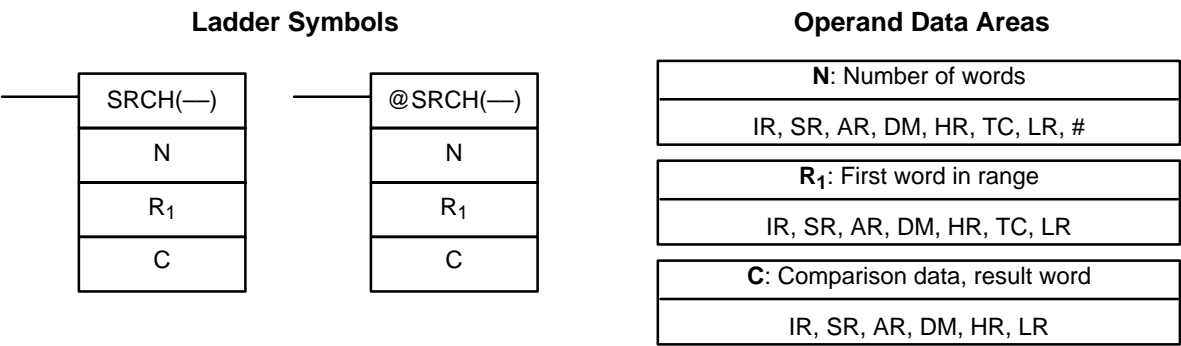 Ladder Symbols
SRCH(––)
N
R1
C
@SRCH(––)
N
R1
C
Operand Data Areas
N: Number of words
IR, SR, AR, DM, HR, TC, LR, #
R1: First word in range
IR, SR, AR, DM, HR, TC, LR
C: Comparison data, result word
IR, SR, AR, DM, HR, LR